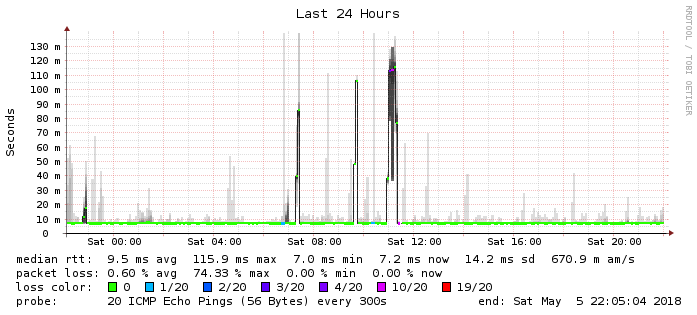 Last 24 Hours
RRDTOOL / TOBI OETIKER
Seconds
130 m
120 m
110 m
100 m
90 m
80 m
70 m
60 m
50 m
40 m
30 m
20 m
10 m
0
Sat 00:00 Sat 04:00 Sat 08:00 Sat 12:00 Sat 16:00 Sat 20:00
median rtt: 9.5 ms avg 115.9 ms max 7.0 ms min 7.2 ms now 14.2 ms sd 670.9 m am/s
packet loss: 0.60 % avg 74.33 % max 0.00 % min 0.00 % now
loss color: 0 1/20 2/20 3/20 4/20 10/20 19/20
probe: 20 ICMP Echo Pings (56 Bytes) every 300s end: Sat May 5 22:05:04 2018